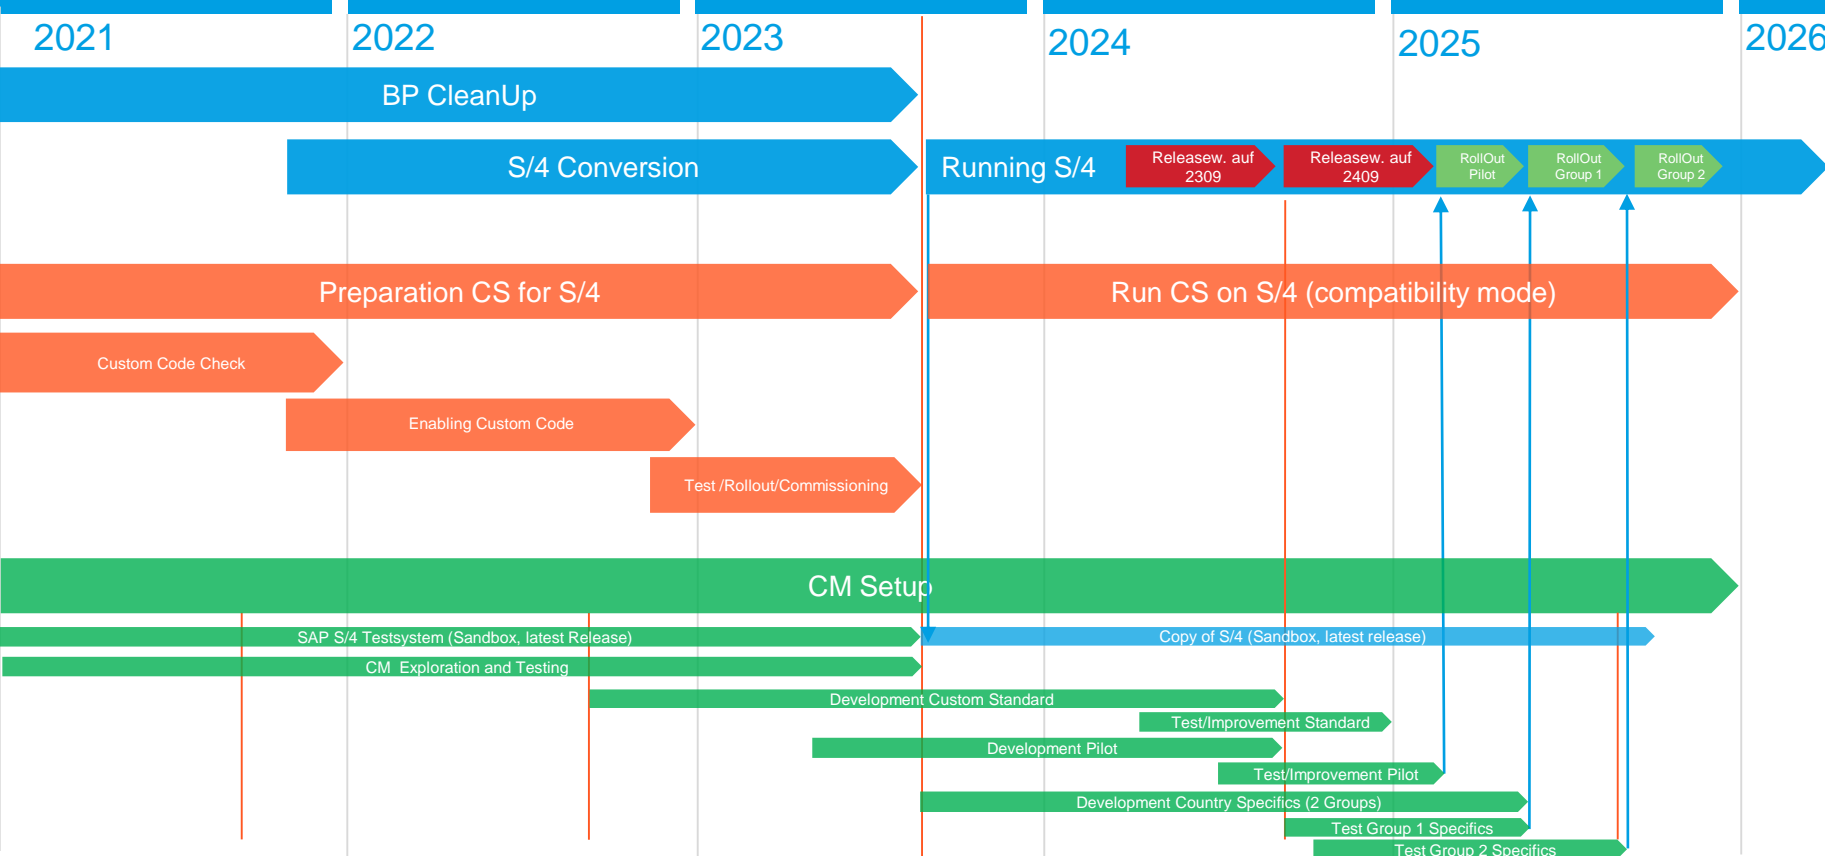 2021
2022
2023
2024
2025
2026
BP CleanUp
S/4 Conversion
Running S/4
Releasew. auf
2309
Releasew. auf
2409
RollOut
Pilot
RollOut
Group 1
RollOut
Group 2
Preparation CS for S/4
Run CS on S/4 (compatibility mode)
Custom Code Check
Enabling Custom Code
Test /Rollout/Commissioning
CM Setup
SAP S/4 Testsystem (Sandbox, latest Release)
Copy of S/4 (Sandbox, latest release)
CM Exploration and Testing
Development Custom Standard
Test/Improvement Standard
Development Pilot
Test/Improvement Pilot
Development Country Specifics (2 Groups)
Test Group 1 Specifics
Test Group 2 Specifics